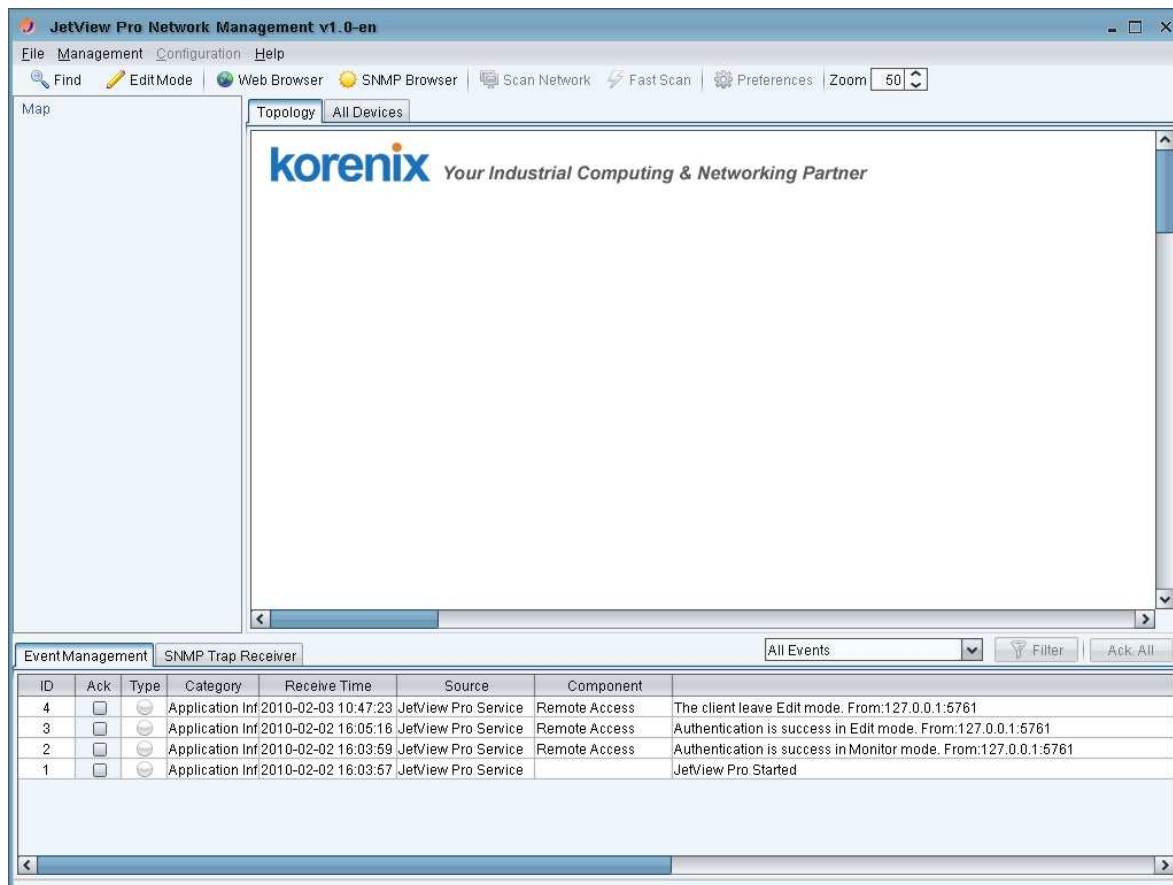 JetView Pro Network Management v1.0-en
File Management Configuration Help
Find Edit Mode Web Browser SNMP Browser Scan Network Fast Scan Preferences Zoom 50
Map
Topology All Devices
korenix Your Industrial Computing & Networking Partner
Event Management SNMP Trap Receiver All Events Filter Ack. All
ID Ack Type Category Receive Time Source Component
4 Application Inf 2010-02-03 10:47:23 JetView Pro Service Remote Access The client leave Edit mode. From:127.0.0.1:5761
3 Application Inf 2010-02-02 16:05:16 JetView Pro Service Remote Access Authentication is success in Edit mode. From:127.0.0.1:5761
2 Application Inf 2010-02-02 16:03:59 JetView Pro Service Remote Access Authentication is success in Monitor mode. From:127.0.0.1:5761
1 Application Inf 2010-02-02 16:03:57 JetView Pro Service JetView Pro Started